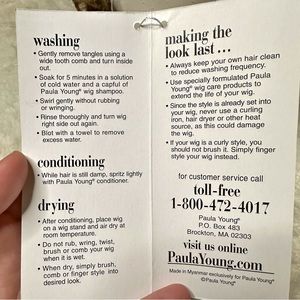 washing
• Gently remove tangles using a
wide tooth comb and turn inside
out.
• Soak for 5 minutes in a solution
of cold water and a capful of
Paula Young® wig shampoo.
• Swirl gently without rubbing
or wringing.
• Rinse thoroughly and turn wig
right side out again.
• Blot with a towel to remove
excess water.
conditioning
• While hair is still damp, spritz lightly
with Paula Young® conditioner.
drying
• After conditioning, place wig
on a wig stand and air dry at
room temperature.
• Do not rub, wring, twist,
brush or comb your wig
when it is wet.
• When dry, simply brush,
comb or finger style into
desired look.
making the
look last...
• Always keep your own hair clean
to reduce washing frequency.
• Use specially formulated Paula
Young® wig care products to
extend the life of your wig.
• Since the style is already set into
your wig, never use a curling
iron, hair dryer or other heat
source, as this could damage
the wig.
• If your wig is a curly style, you
should not brush it. Simply finger
style your wig instead.
for customer service call
toll-free
1-800-472-4017
Paula Young®
P.O. Box 483
Brockton, MA 02303
visit us online
PaulaYoung.com
Made in Myanmar exclusively for Paula Young®
©Paula Young®